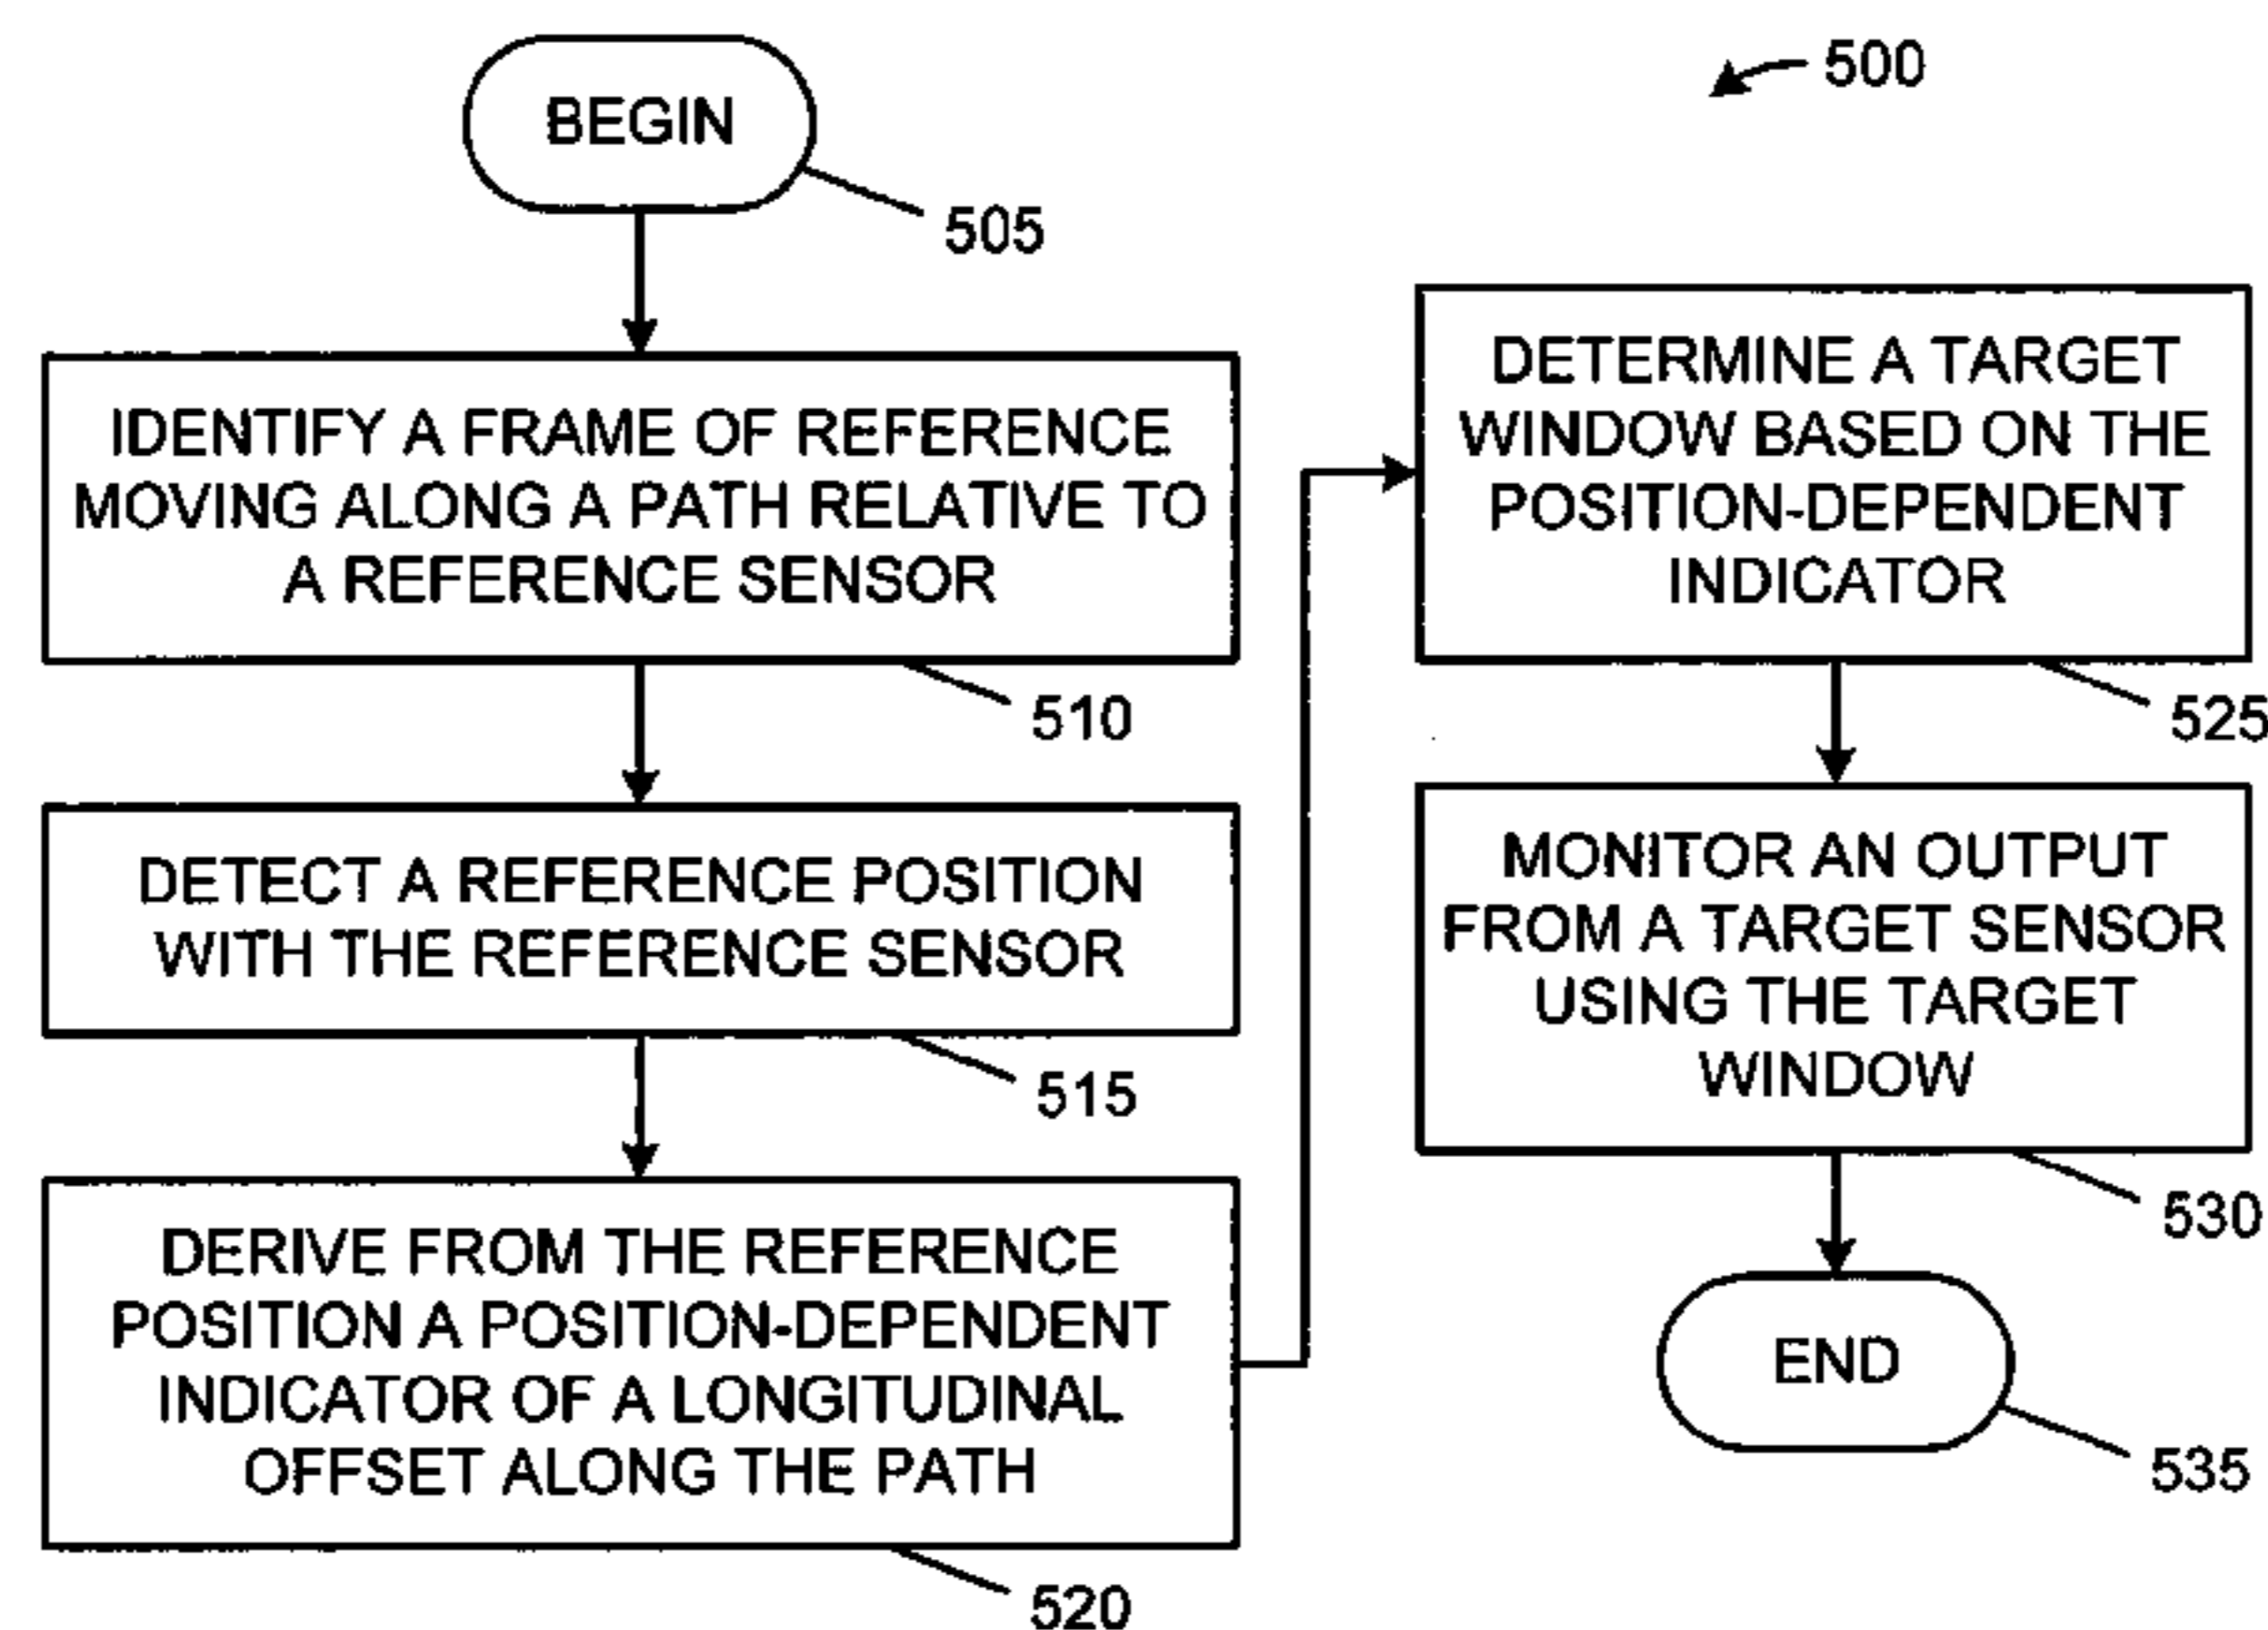 500
BEGIN
505
IDENTIFY A FRAME OF REFERENCE
MOVING ALONG A PATH RELATIVE TO
A REFERENCE SENSOR
510
DETECT A REFERENCE POSITION
WITH THE REFERENCE SENSOR
515
DERIVE FROM THE REFERENCE
POSITION A POSITION-DEPENDENT
INDICATOR OF A LONGITUDINAL
OFFSET ALONG THE PATH
520
DETERMINE A TARGET
WINDOW BASED ON THE
POSITION-DEPENDENT
INDICATOR
525
MONITOR AN OUTPUT
FROM A TARGET SENSOR
USING THE TARGET
WINDOW
530
END
535